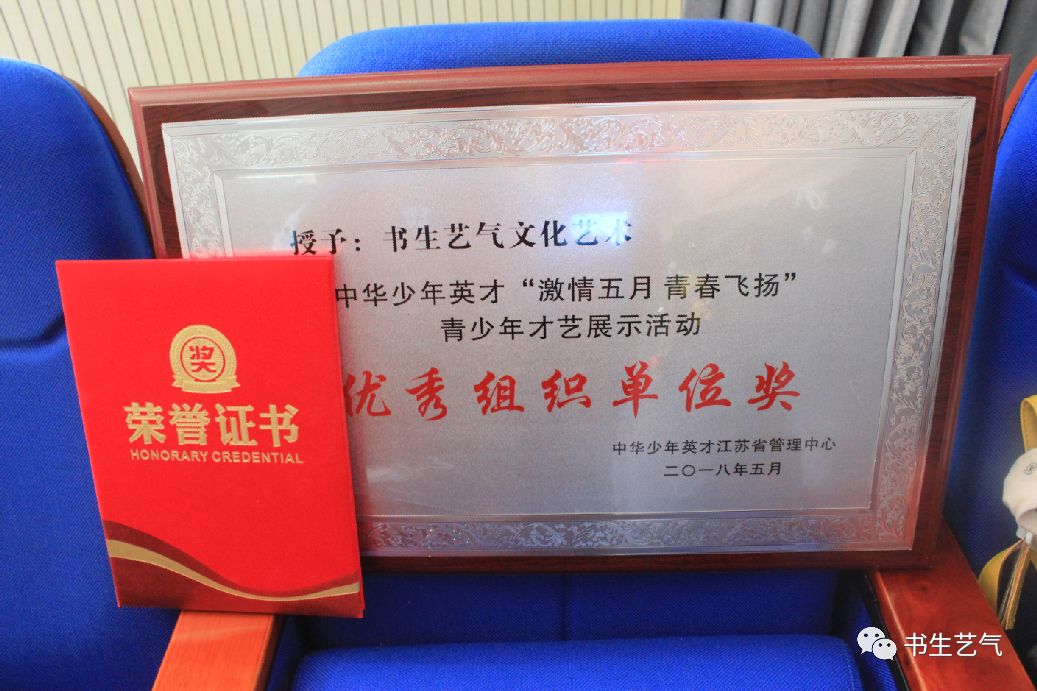 授予：书生艺气文化艺术
中华少年英才“激情五月 青春飞扬”
青少年才艺展示活动
优秀组织单位奖
中华少年英才江苏省管理中心
二〇一八年五月
奖
荣誉证书
HONORARY CREDENTIAL
书生艺气